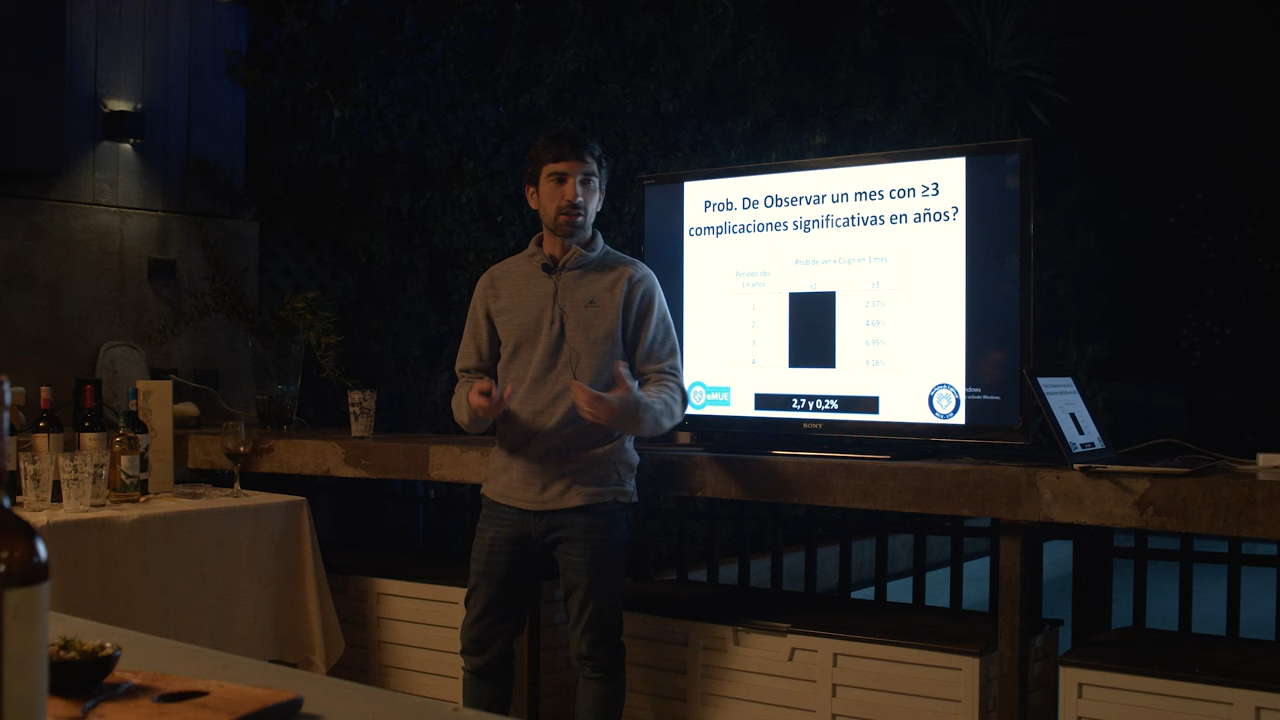 Prob. De Observar un mes con ≥3
complicaciones significativas en años?
Prob de ver x Csign en 1 mes
Periodo obs
En años
≥3
1
2.37%
2
4,69%
3
6.95%
4
9.16%
eMUE
2,7 y 0,2%
SONY